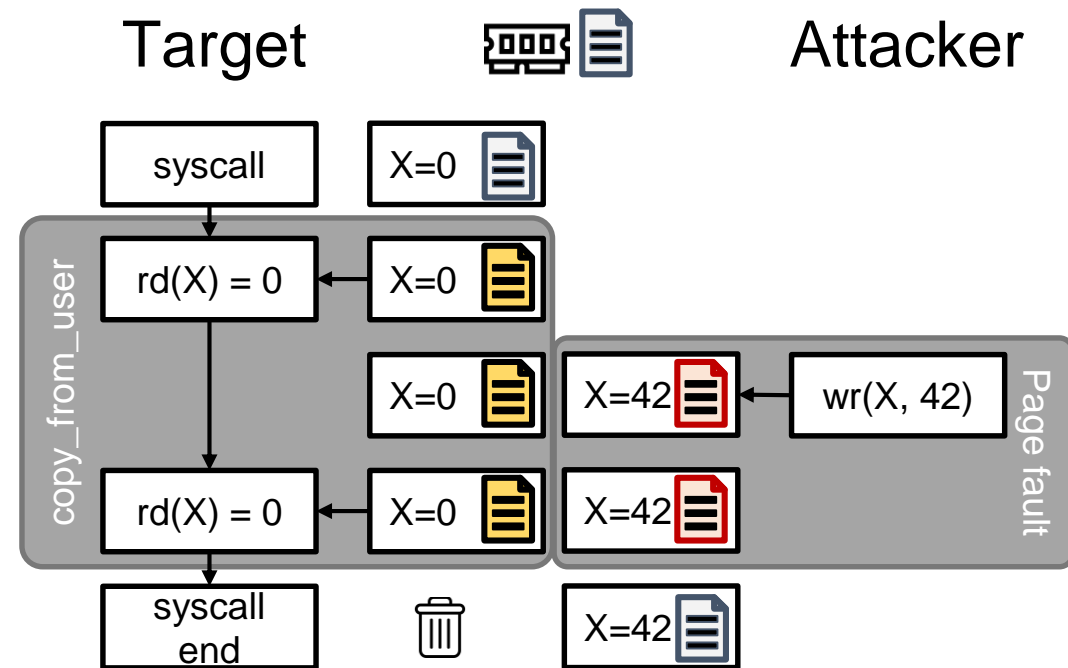 Target
Attacker
syscall
X=0
copy_from_user
rd(X) = 0
X=0
X=0
X=42
wr(X, 42)
Page fault
rd(X) = 0
X=0
X=42
syscall
end
X=42